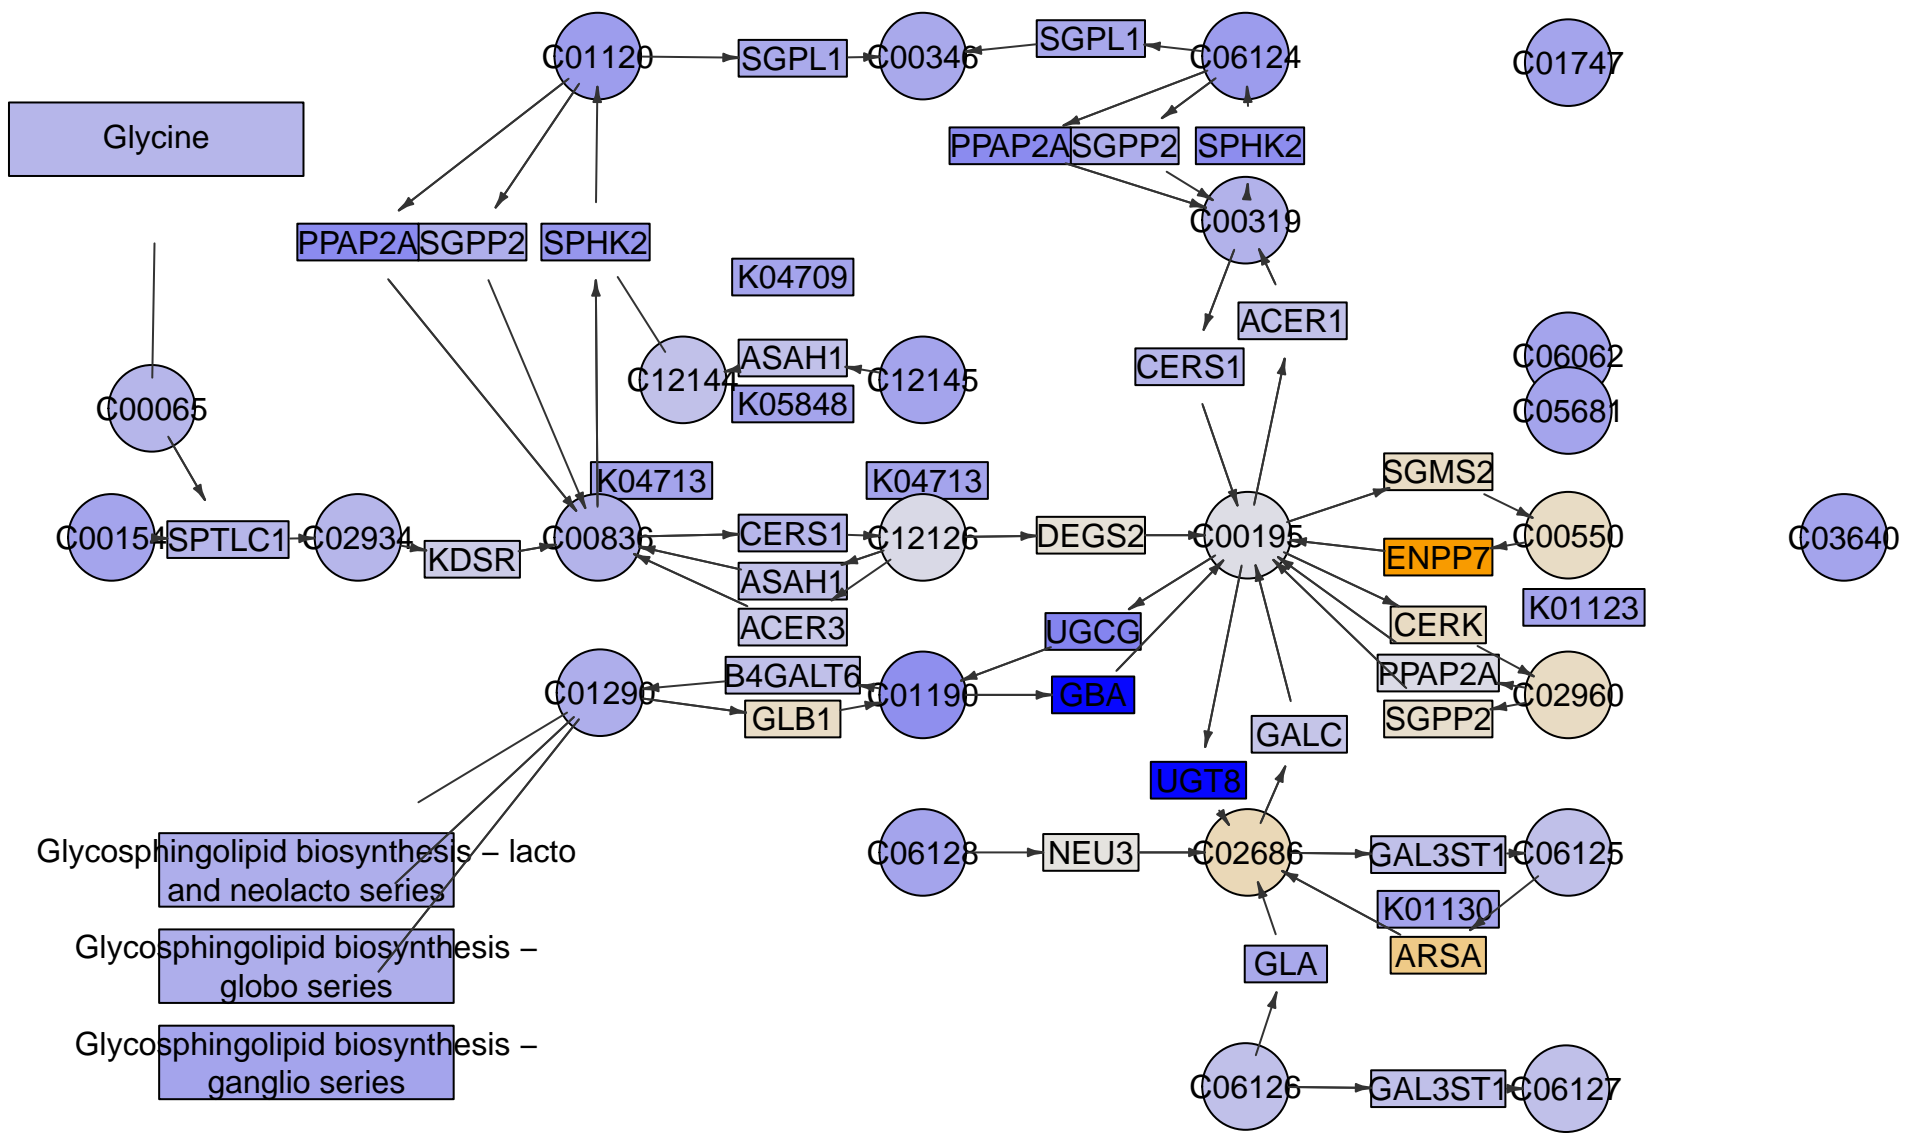 C01120
SGPL1
C00346
SGPL1
C06124
C01747
Glycine
PPAP2A
SGPP2
SPHK2
C00319
PPAP2A
SGPP2
SPHK2
K04709
ACER1
C06062
CERS1
C12144
ASAH1
C12145
K05848
C00065
C05681
K04713
K04713
SGMS2
C00154
SPTLC1
C02934
KDSR
C00836
CERS1
C12126
DEGS2
C00195
C00550
C03640
ENPP7
ASAH1
ACER3
K01123
UGCG
CERK
B4GALT6
PPAP2A
C01290
C01190
GBA
C02960
GLB1
SGPP2
GALC
UGT8
Glycosphingolipid biosynthesis – lacto
and neolacto series
C06128
NEU3
C02686
GAL3ST1
C06125
K01130
Glycosphingolipid biosynthesis –
globo series
GLA
ARSA
Glycosphingolipid biosynthesis –
ganglio series
C06126
GAL3ST1
C06127